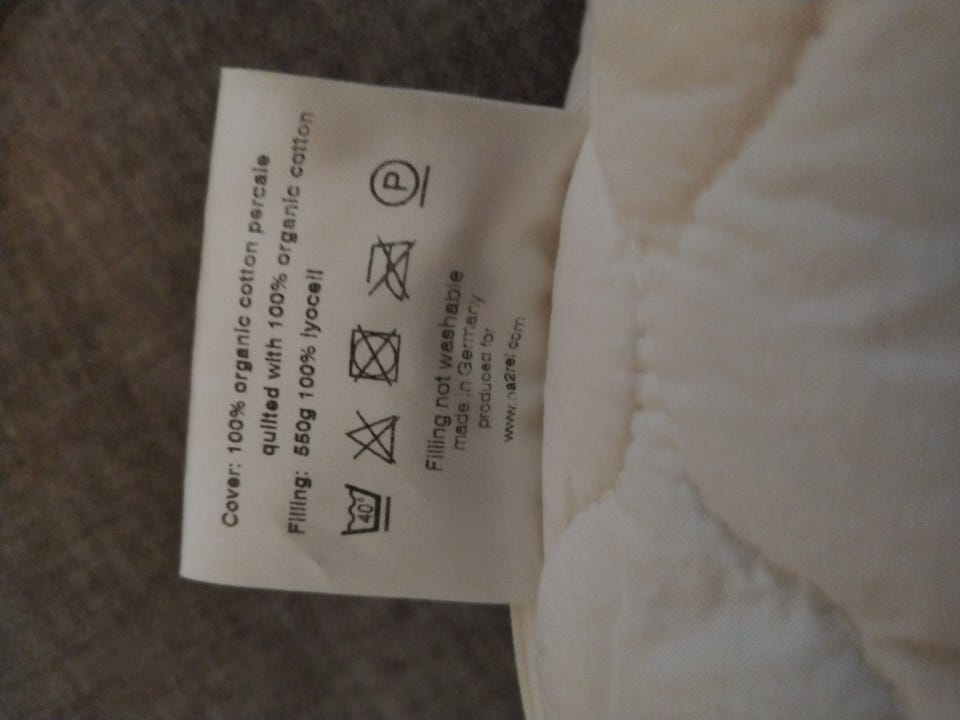 Cover: 100% organic cotton percale
quilted with 100% organic cotton
Filling: 550g 100% lyocell
40° P
Filling not washable
made in Germany
produced for
www.na2rel.com